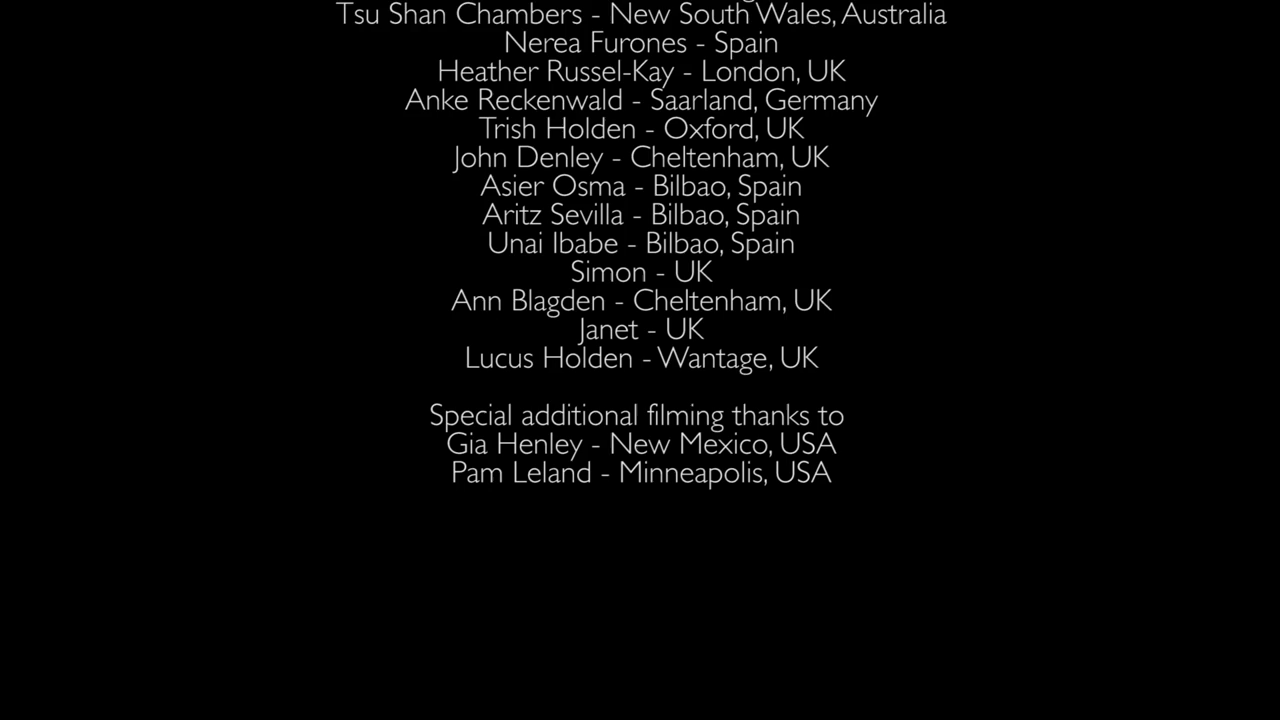 Tsu Shan Chambers - New South Wales, Australia
Nerea Furones - Spain
Heather Russel-Kay - London, UK
Anke Reckenwald - Saarland, Germany
Trish Holden - Oxford, UK
John Denley - Cheltenham, UK
Asier Osma - Bilbao, Spain
Aritz Sevilla - Bilbao, Spain
Unai Ibabe - Bilbao, Spain
Simon - UK
Ann Blagden - Cheltenham, UK
Janet - UK
Lucus Holden - Wantage, UK
Special additional filming thanks to
Gia Henley - New Mexico, USA
Pam Leland - Minneapolis, USA